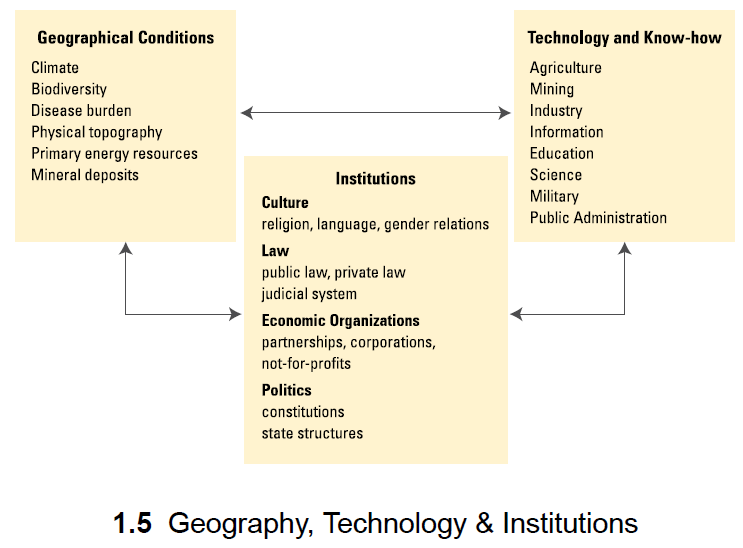 Geographical Conditions
Climate
Biodiversity
Disease burden
Physical topography
Primary energy resources
Mineral deposits
Technology and Know-how
Agriculture
Mining
Industry
Information
Education
Science
Military
Public Administration
Institutions
Culture
religion, language, gender relations
Law
public law, private law
judicial system
Economic Organizations
partnerships, corporations,
not-for-profits
Politics
constitutions
state structures
1.5 Geography, Technology & Institutions